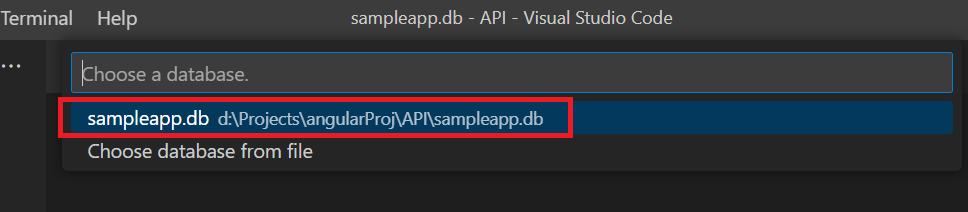 Terminal Help sampleapp.db - API - Visual Studio Code
...
Choose a database.
sampleapp.db d:\Projects\angularProj\API\sampleapp.db
Choose database from file